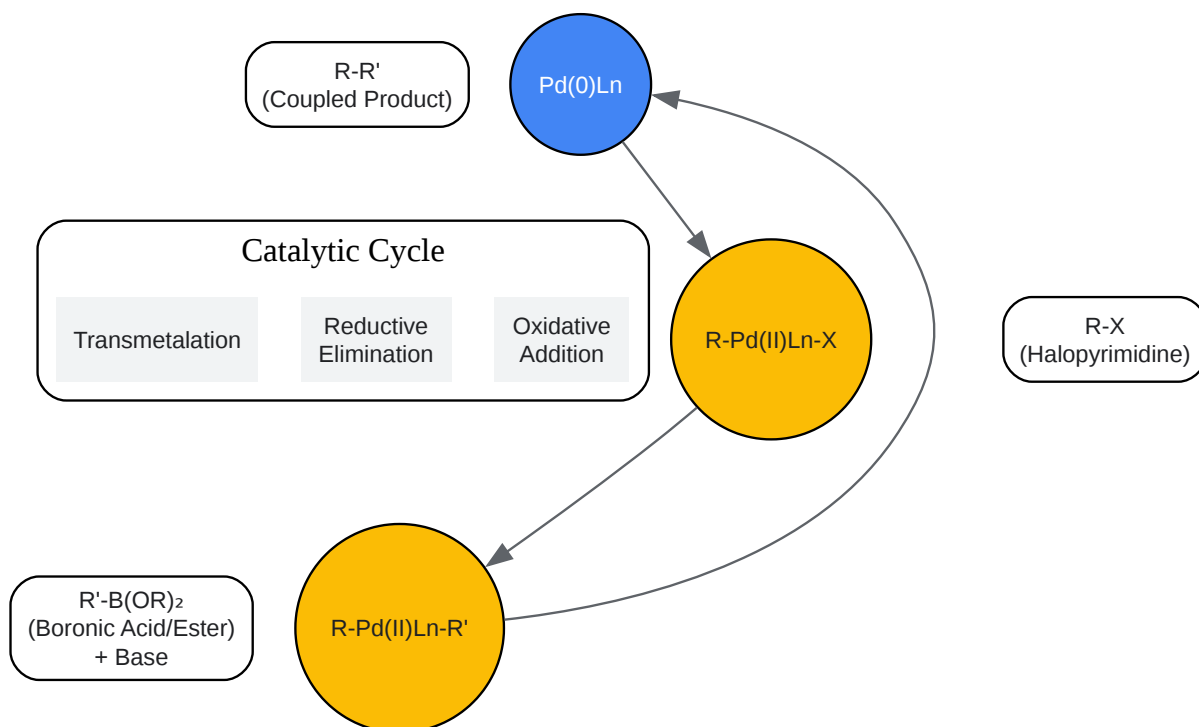 R-R'
(Coupled Product)
Pd(0)Ln
Catalytic Cycle
Transmetalation
Reductive
Elimination
Oxidative
Addition
R-Pd(II)Ln-X
R-X
(Halopyrimidine)
R'-B(OR)₂
(Boronic Acid/Ester)
+ Base
R-Pd(II)Ln-R'